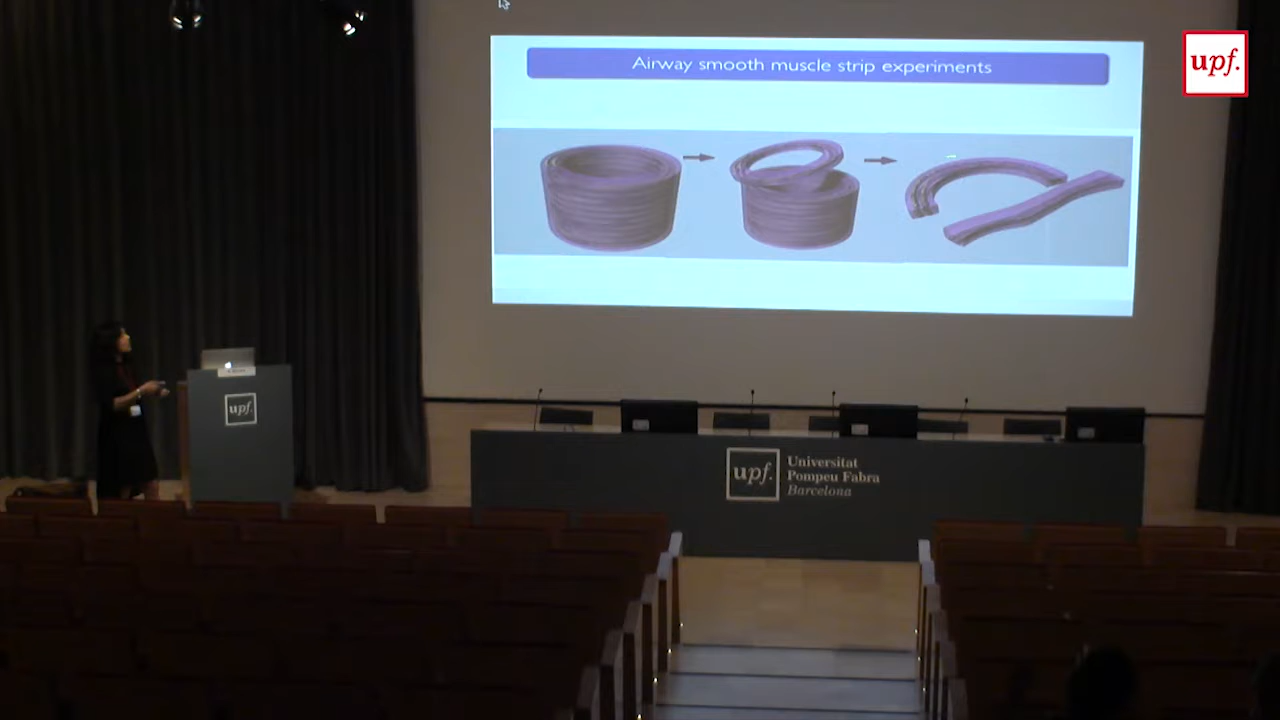 Airway smooth muscle strip experiments
upf.
upf.
upf.
Universitat
Pompeu Fabra
Barcelona